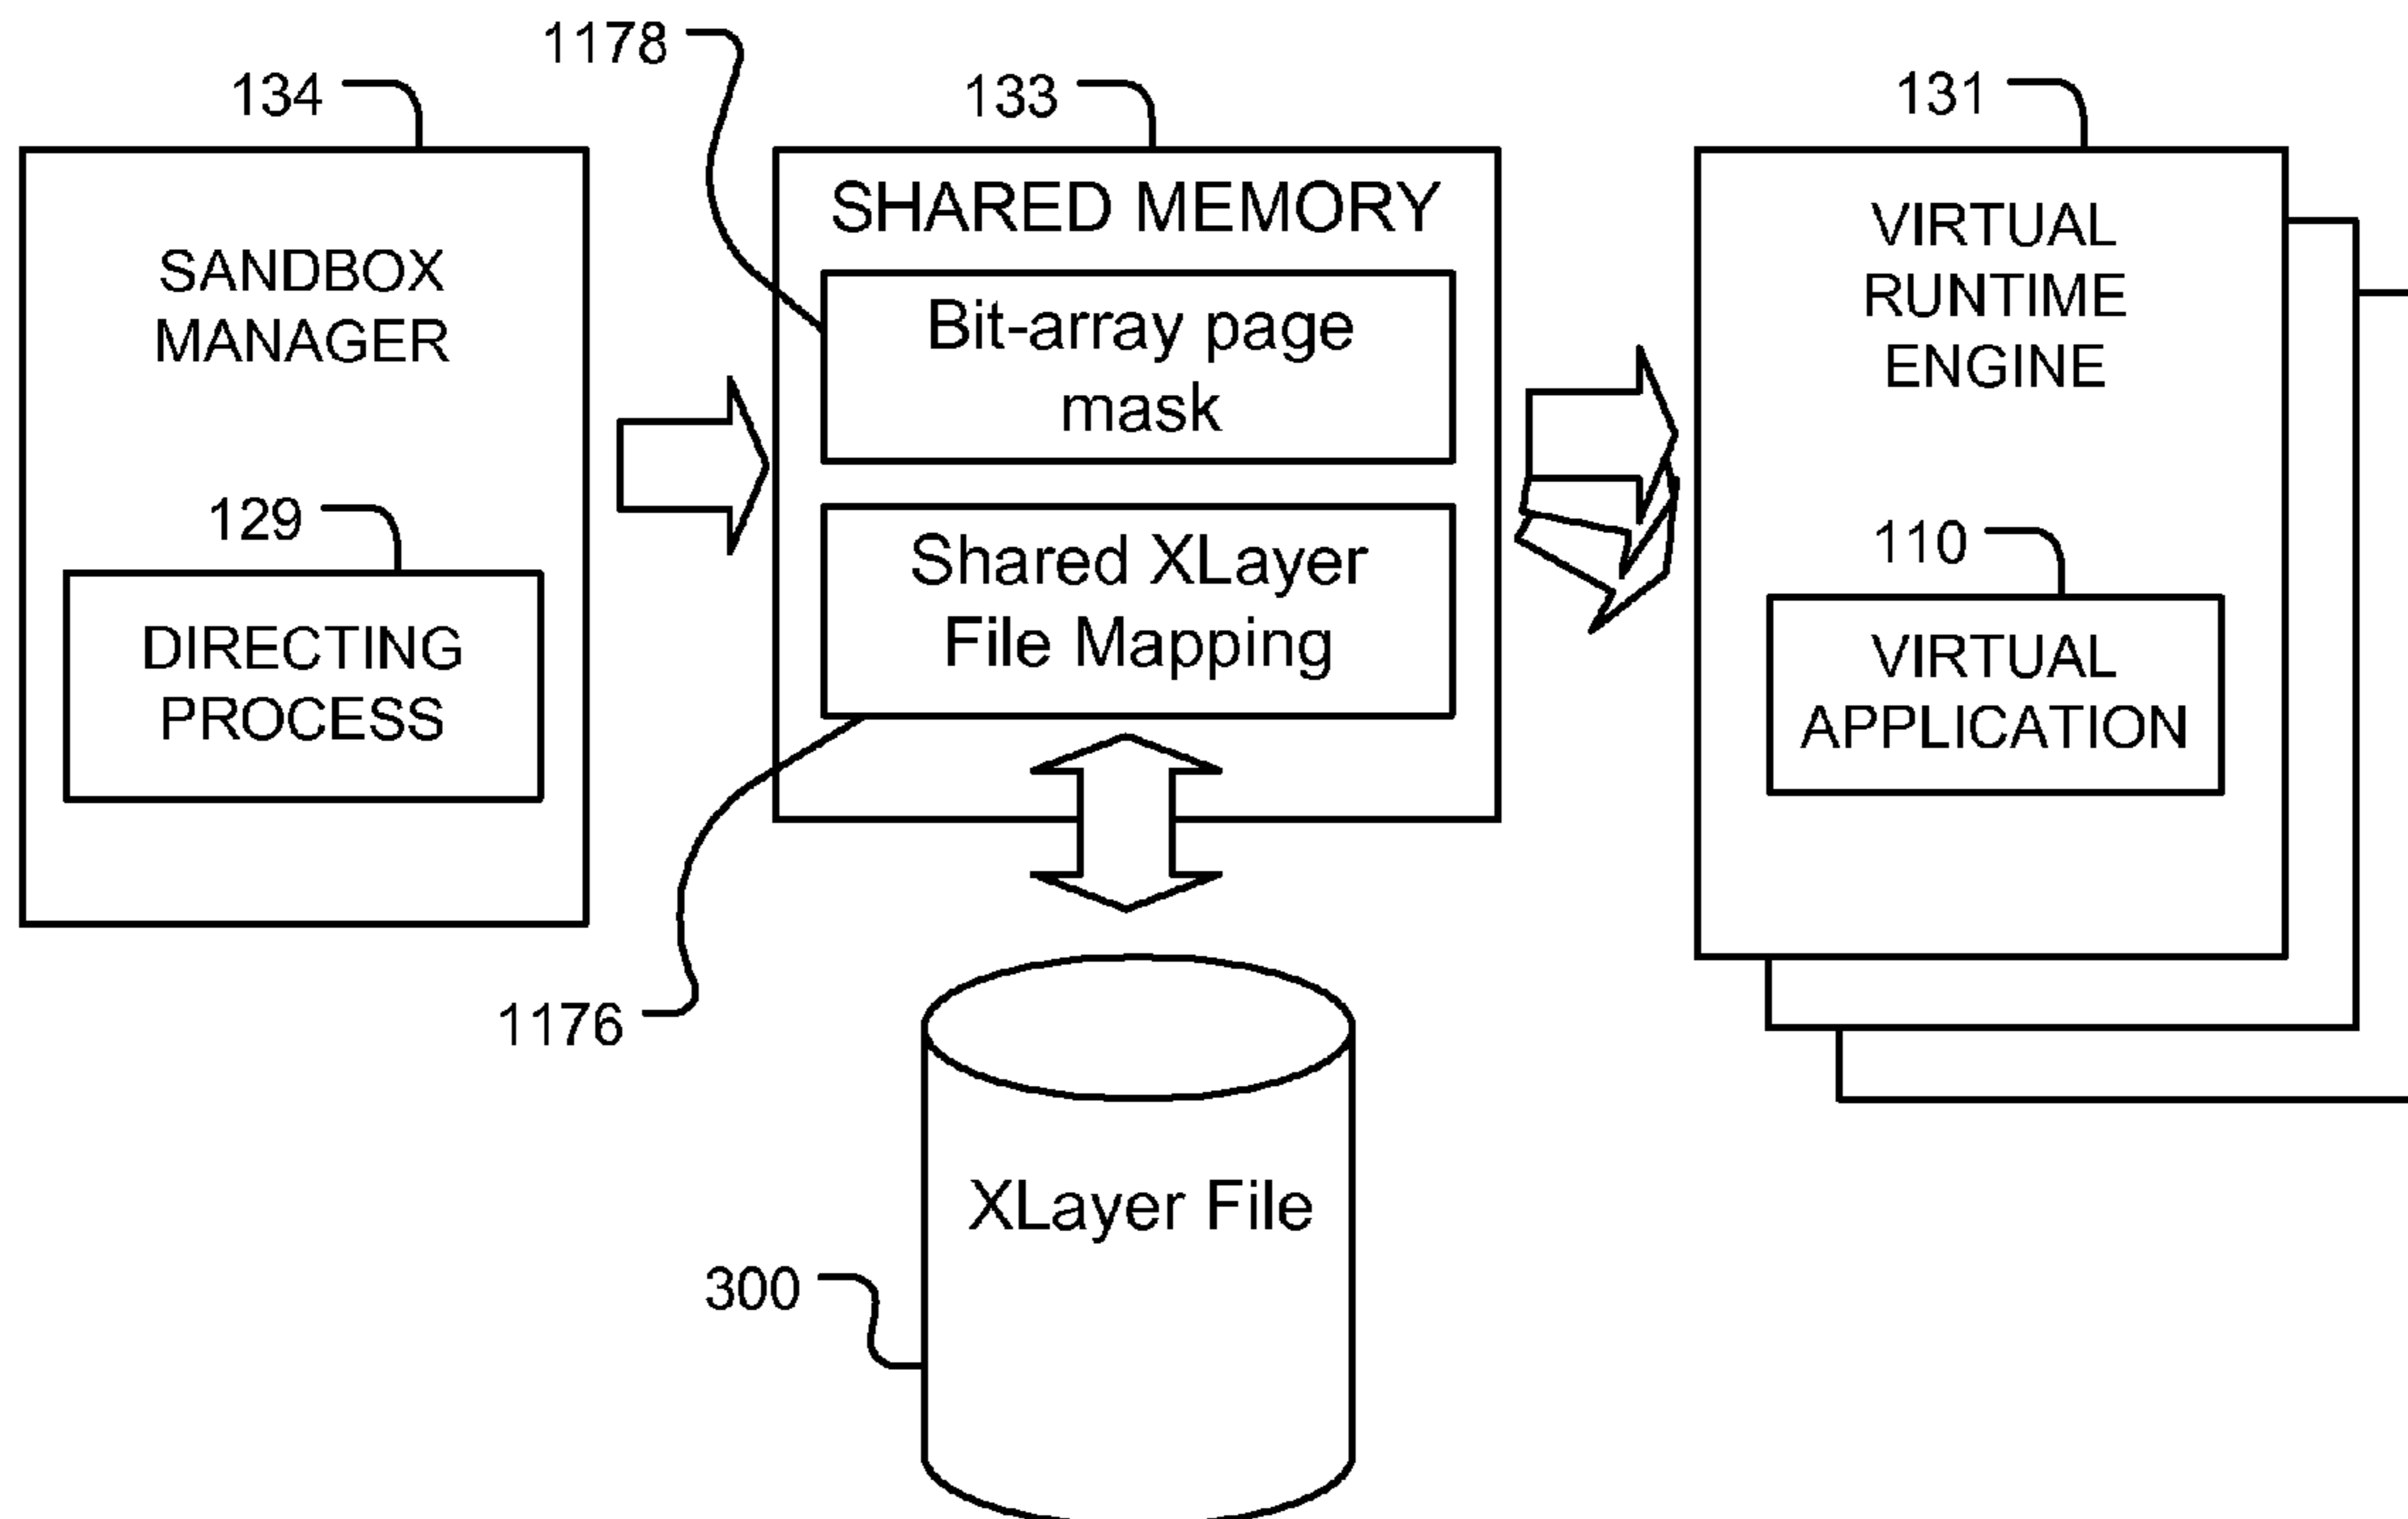 1178
134
133
131
SANDBOX
MANAGER
129
DIRECTING
PROCESS
SHARED MEMORY
Bit-array page
mask
Shared XLayer
File Mapping
VIRTUAL
RUNTIME
ENGINE
110
VIRTUAL
APPLICATION
1176
XLayer File
300